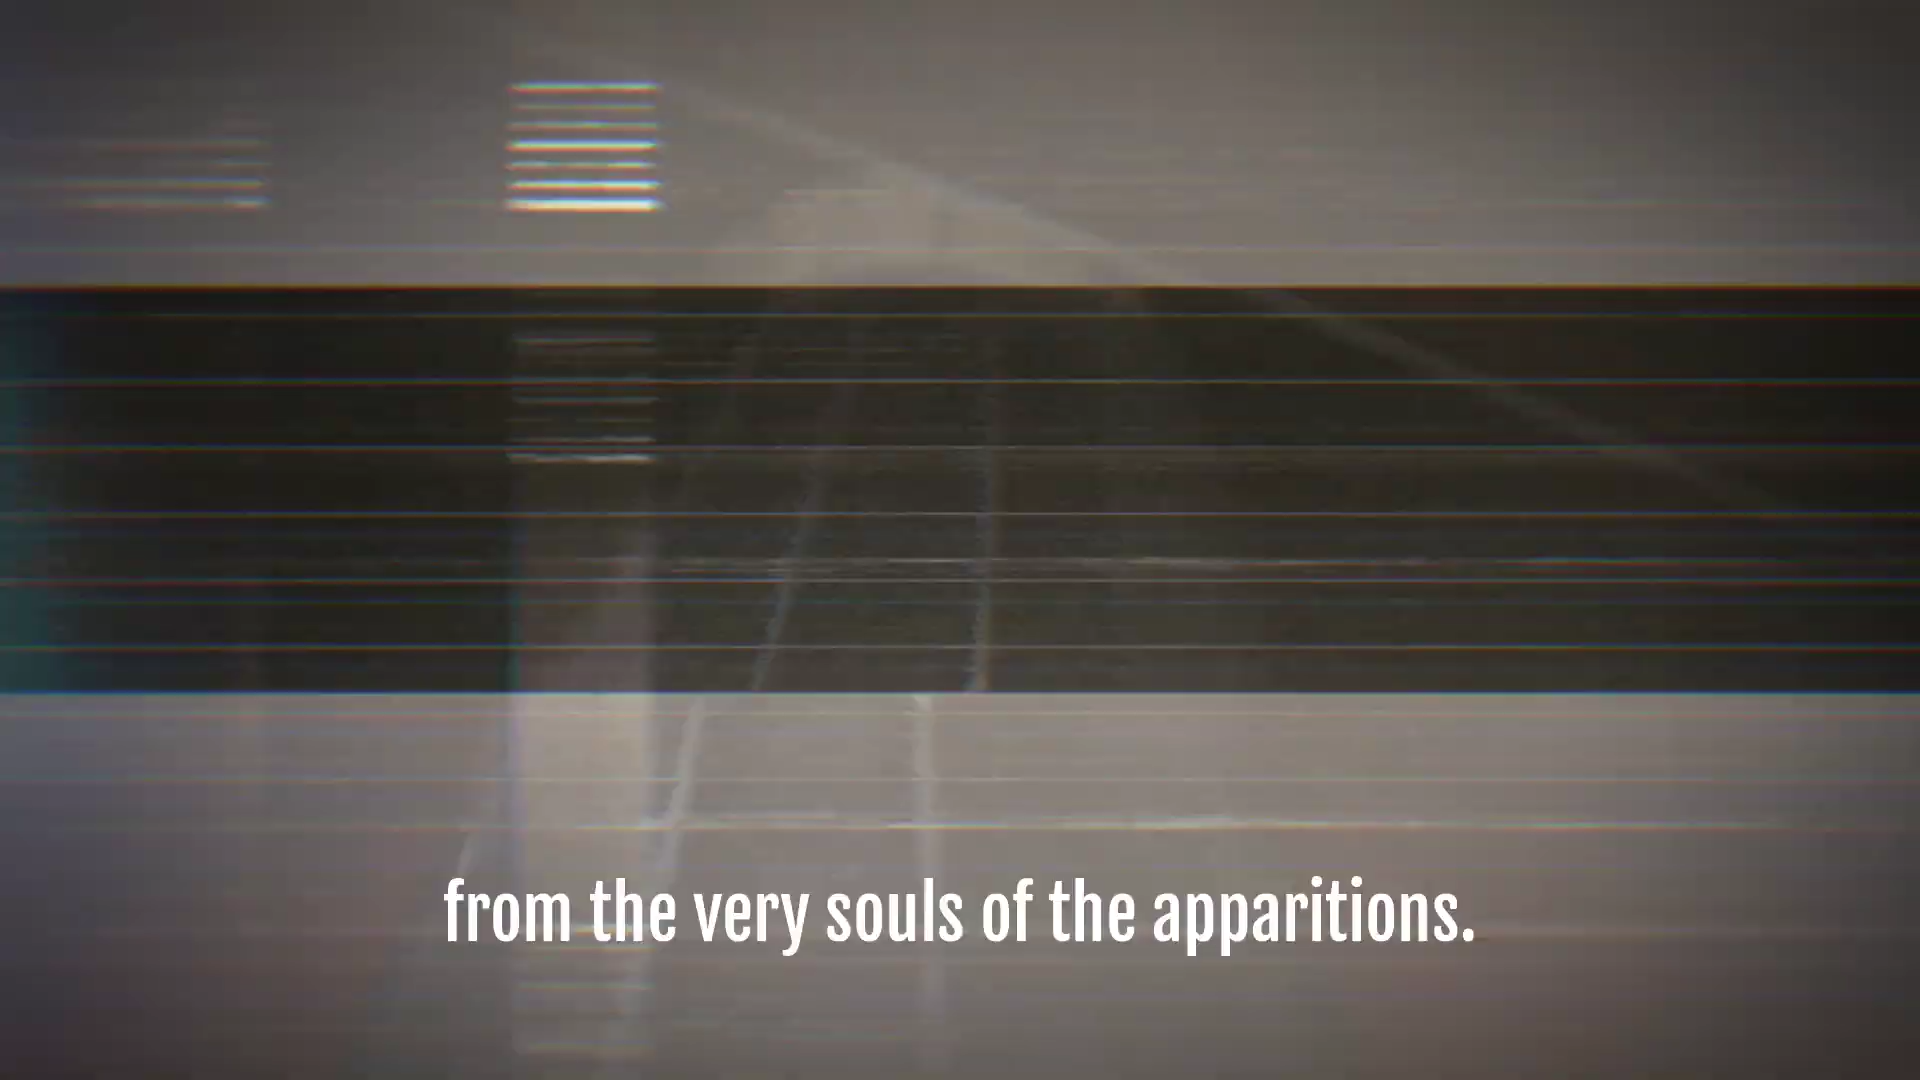 from the very souls of the apparitions.